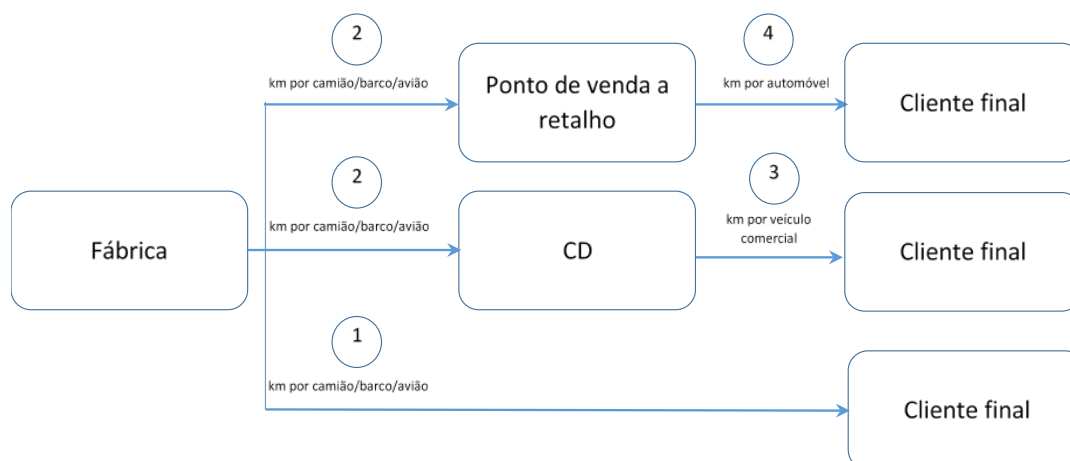 2
km por camião/barco/avião
Ponto de venda a
retalho
4
km por automóvel
Cliente final
Fábrica
2
km por camião/barco/avião
CD
3
km por veículo
comercial
Cliente final
1
km por camião/barco/avião
Cliente final